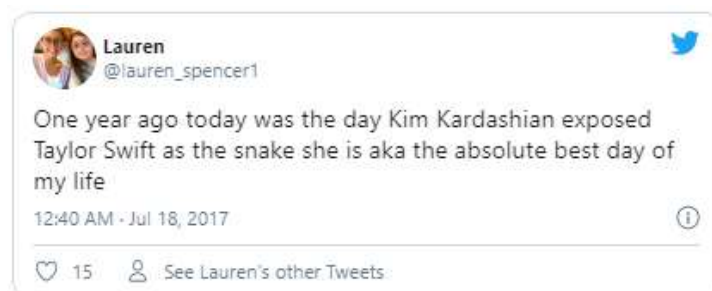 Lauren
@lauren_spencer1
One year ago today was the day Kim Kardashian exposed
Taylor Swift as the snake she is aka the absolute best day of
my life
12:40 AM · Jul 18, 2017
15 See Lauren's other Tweets